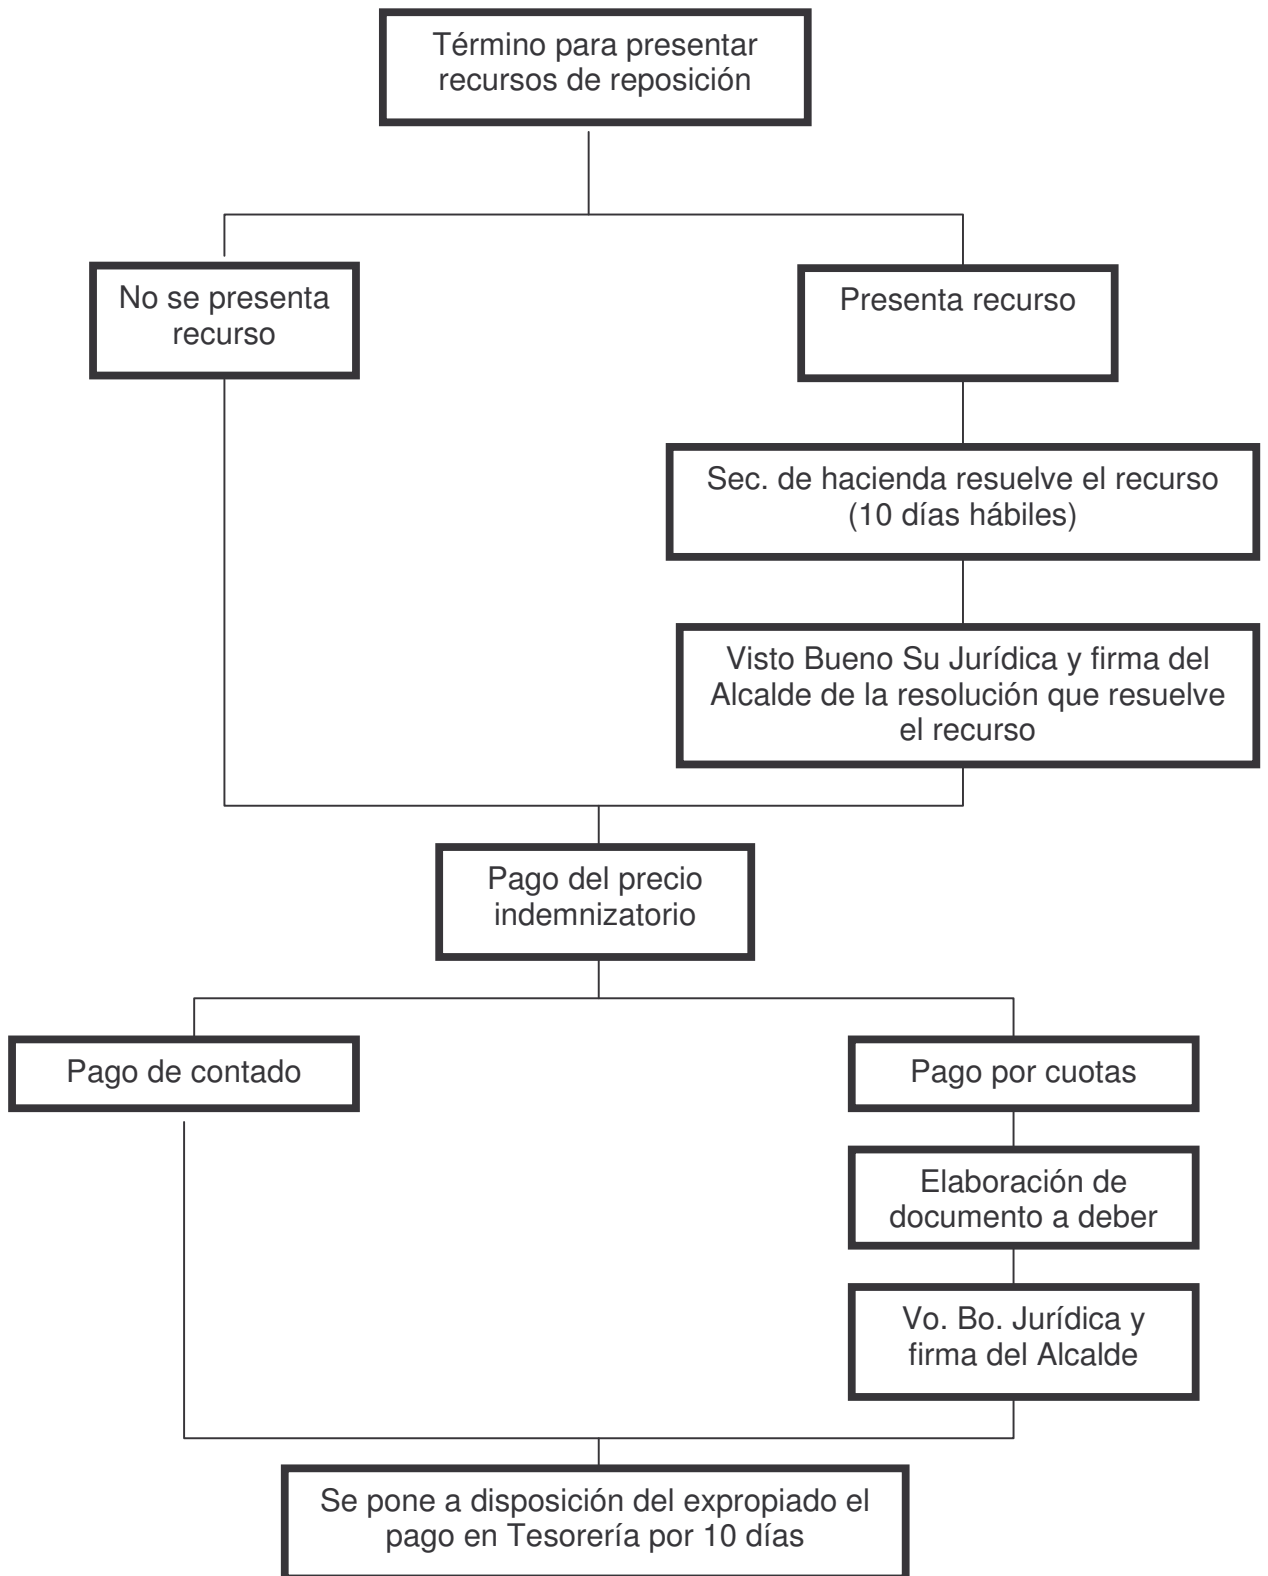 Término para presentar
recursos de reposición
No se presenta
recurso
Presenta recurso
Sec. de hacienda resuelve el recurso
(10 días hábiles)
Visto Bueno Su Jurídica y firma del
Alcalde de la resolución que resuelve
el recurso
Pago del precio
indemnizatorio
Pago de contado
Pago por cuotas
Elaboración de
documento a deber
Vo. Bo. Jurídica y
firma del Alcalde
Se pone a disposición del expropiado el
pago en Tesorería por 10 días